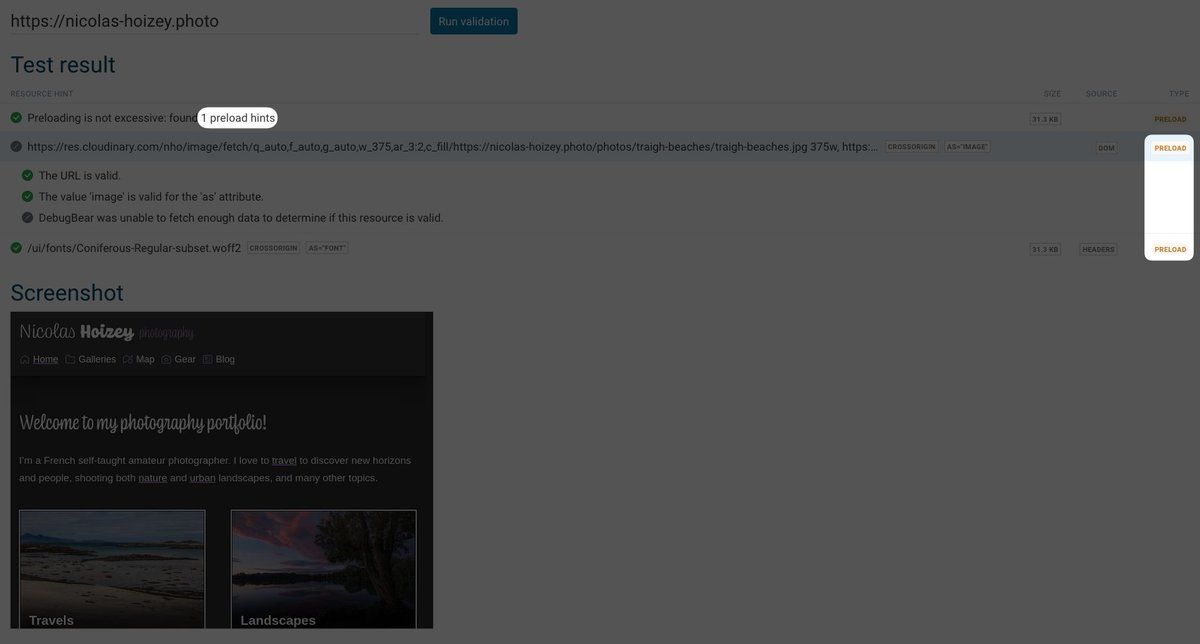 https://nicolas-hoizey.photo Run validation
Test result
RESOURCE HINT SIZE SOURCE TYPE
Preloading is not excessive: found 1 preload hints 31.3 KB PRELOAD
https://res.cloudinary.com/nho/image/fetch/q_auto,f_auto,g_auto,w_375,ar_3:2,c_fill/https://nicolas-hoizey.photo/photos/traigh-beaches/traigh-beaches.jpg 375w, https:... CROSSORIGIN AS="IMAGE" DOM PRELOAD
The URL is valid.
The value 'image' is valid for the 'as' attribute.
DebugBear was unable to fetch enough data to determine if this resource is valid.
/ui/fonts/Coniferous-Regular-subset.woff2 CROSSORIGIN AS="FONT" 31.3 KB HEADERS PRELOAD
Screenshot
Nicolas Hoizey photography
Home Galleries Map Gear Blog
Welcome to my photography portfolio!
I'm a French self-taught amateur photographer. I love to travel to discover new horizons
and people, shooting both nature and urban landscapes, and many other topics.
Travels Landscapes